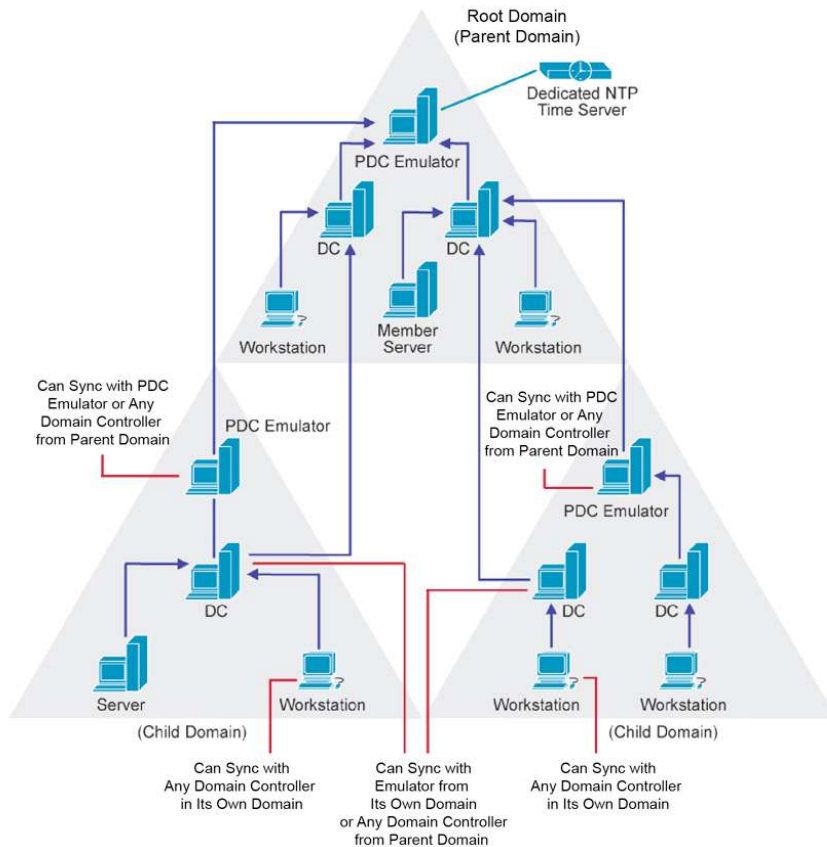 Root Domain
(Parent Domain)
Dedicated NTP
Time Server
PDC Emulator
DC
DC
Workstation
Member
Server
Workstation
Can Sync with PDC
Emulator or Any
Domain Controller
from Parent Domain
PDC Emulator
Can Sync with PDC
Emulator or Any
Domain Controller
from Parent Domain
PDC Emulator
DC
DC
DC
Server
Workstation
Workstation
Workstation
(Child Domain)
(Child Domain)
Can Sync with
Any Domain Controller
in Its Own Domain
Can Sync with
Emulator from
Its Own Domain
or Any Domain Controller
from Parent Domain
Can Sync with
Any Domain Controller
in Its Own Domain